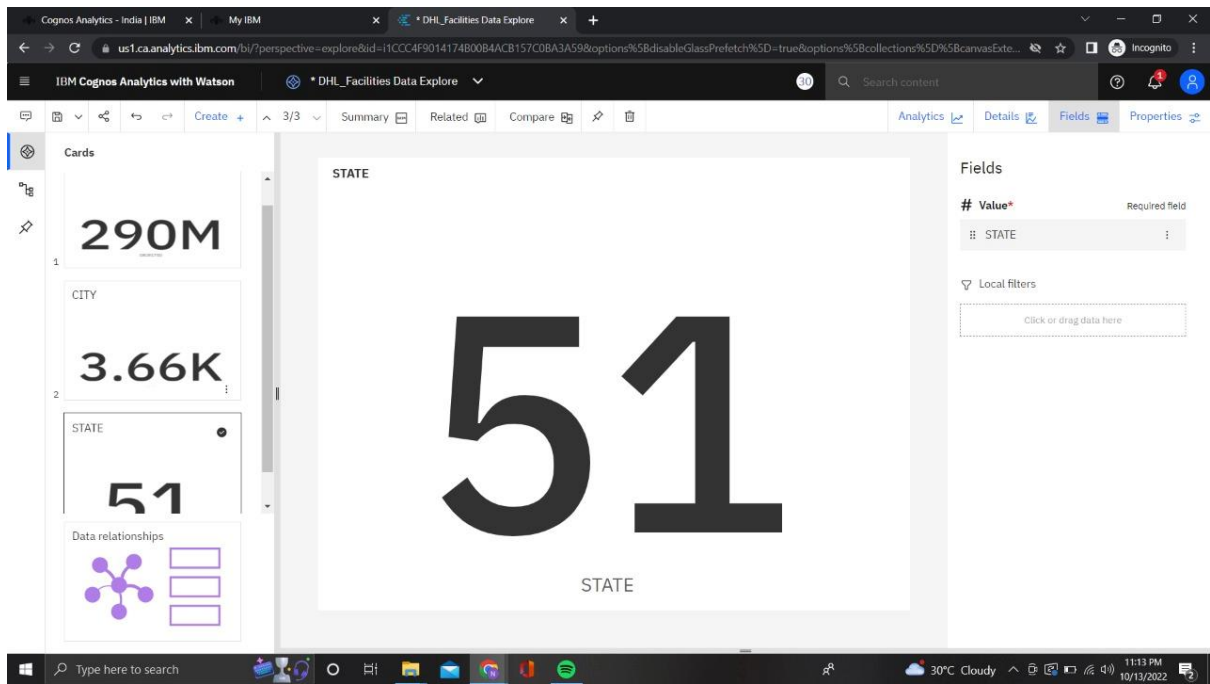 Cognos Analytics - India | IBM
My IBM
* DHL_Facilities Data Explore
us1.ca.analytics.ibm.com/bi/?perspective=explore&id=i1CCC4F9014174B00B4ACB157C0BA3A59&options%5BdisableGlassPrefetch%5D=true&options%5Bcollections%5D%5BcanvasExte...
Incognito
IBM Cognos Analytics with Watson
* DHL_Facilities Data Explore
30
Search content
Create +
3/3
Summary
Related
Compare
Analytics
Details
Fields
Properties
Cards
290M
1
CITY
3.66K
2
STATE
51
Data relationships
STATE
51
STATE
Fields
# Value*
Required field
STATE
Local filters
Click or drag data here
Type here to search
30°C Cloudy
11:13 PM
10/13/2022
2